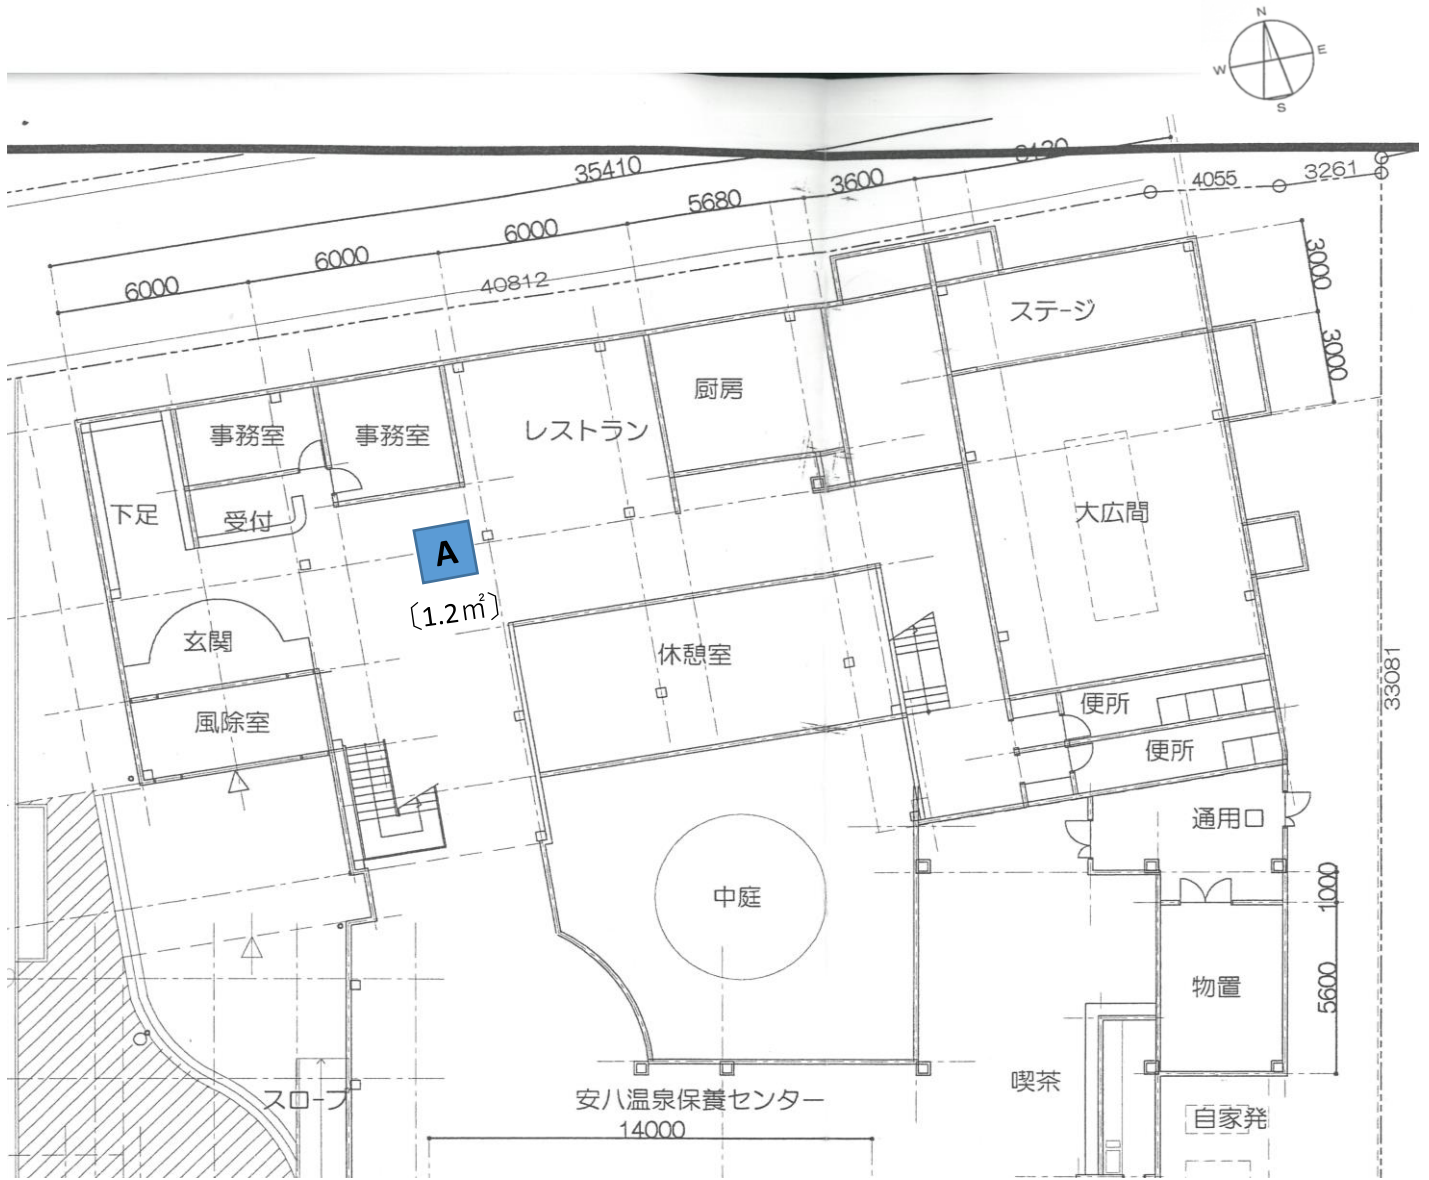 N
W
E
S
35410
8130
5680
3600
4055
3261
6000
6000
6000
40812
3000
3000
ステージ
厨房
レストラン
事務室
事務室
下足
受付
大広間
A
〔1.2㎡〕
玄関
休憩室
33081
便所
風除室
便所
通用口
1000
中庭
物置
5600
喫茶
スロープ
安八温泉保養センター
自家発
14000